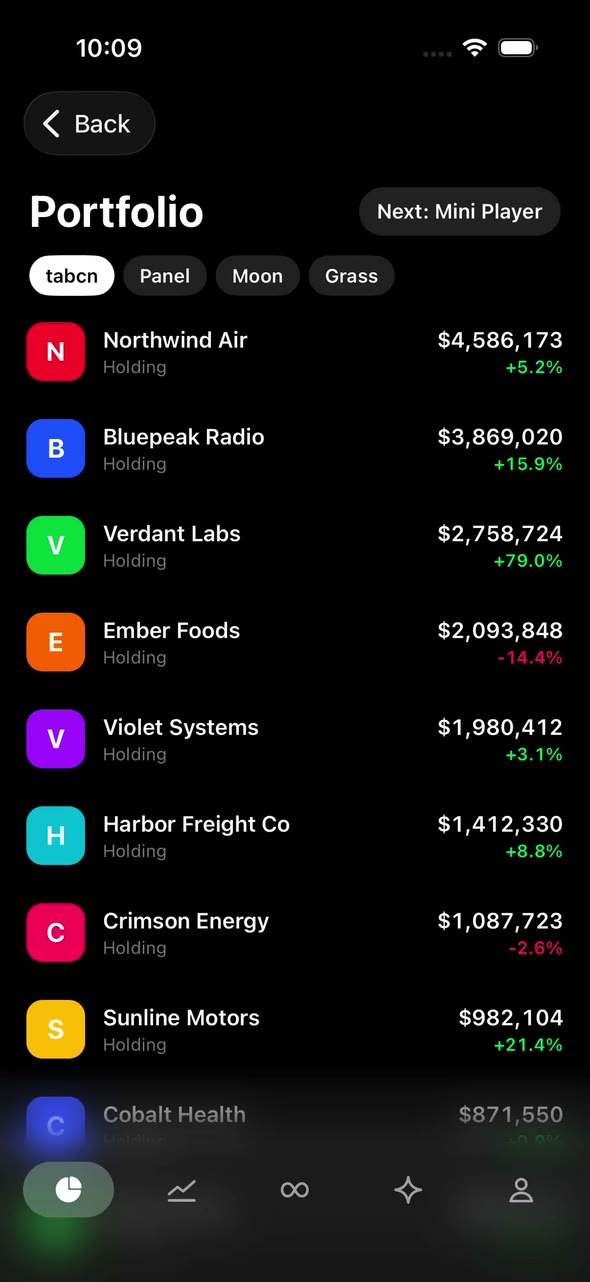 10:09
Back
Portfolio
Next: Mini Player
tabcn Panel Moon Grass
N Northwind Air $4,586,173
Holding +5.2%
B Bluepeak Radio $3,869,020
Holding +15.9%
V Verdant Labs $2,758,724
Holding +79.0%
E Ember Foods $2,093,848
Holding -14.4%
V Violet Systems $1,980,412
Holding +3.1%
H Harbor Freight Co $1,412,330
Holding +8.8%
C Crimson Energy $1,087,723
Holding -2.6%
S Sunline Motors $982,104
Holding +21.4%
C Cobalt Health $871,550
Holding